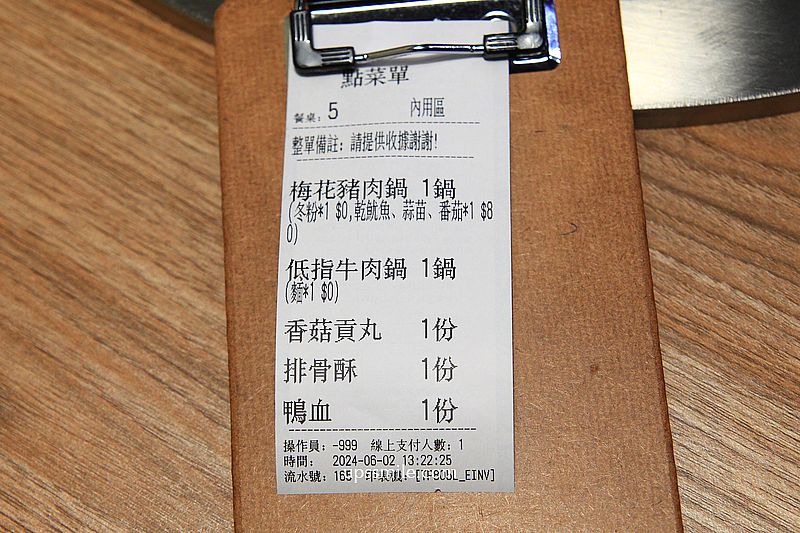 點菜單
餐桌: 5 內用區
整單備註: 請提供收據謝謝!
梅花豬肉鍋 1鍋
(冬粉*1 $0,乾魷魚、蒜苗、番茄*1 $8
0)
低指牛肉鍋 1鍋
(麵*1 $0)
香菇貢丸 1份
排骨酥 1份
鴨血 1份
操作員: -999 線上支付人數: 1
時間: 2024-06-02 13:22:25
流水號: 165